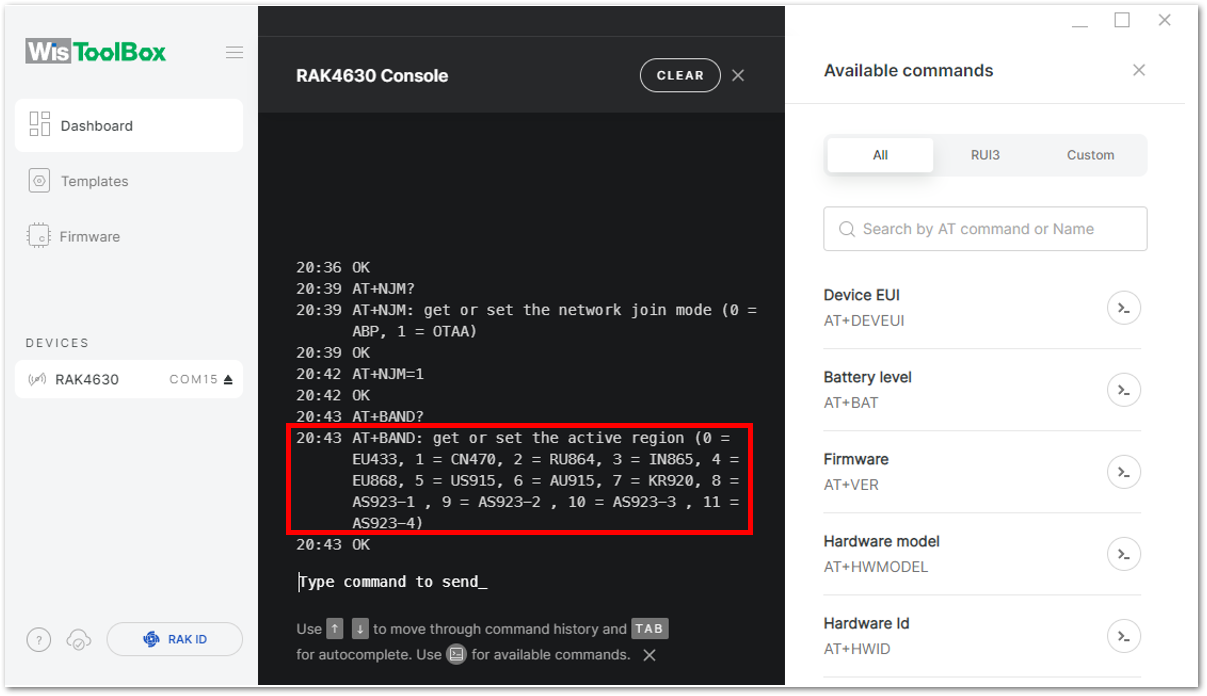 WisToolBox
Dashboard
Templates
Firmware
DEVICES
RAK4630 COM15
?
RAK ID
RAK4630 Console
CLEAR
20:36 OK
20:39 AT+NJM?
20:39 AT+NJM: get or set the network join mode (0 =
ABP, 1 = OTAA)
20:39 OK
20:42 AT+NJM=1
20:42 OK
20:43 AT+BAND?
20:43 AT+BAND: get or set the active region (0 =
EU433, 1 = CN470, 2 = RU864, 3 = IN865, 4 =
EU868, 5 = US915, 6 = AU915, 7 = KR920, 8 =
AS923-1 , 9 = AS923-2 , 10 = AS923-3 , 11 =
AS923-4)
20:43 OK
Type command to send_
Use ↑ ↓ to move through command history and TAB
for autocomplete. Use for available commands.
Available commands
All RUI3 Custom
Search by AT command or Name
Device EUI
AT+DEVEUI
Battery level
AT+BAT
Firmware
AT+VER
Hardware model
AT+HWMODEL
Hardware Id
AT+HWID